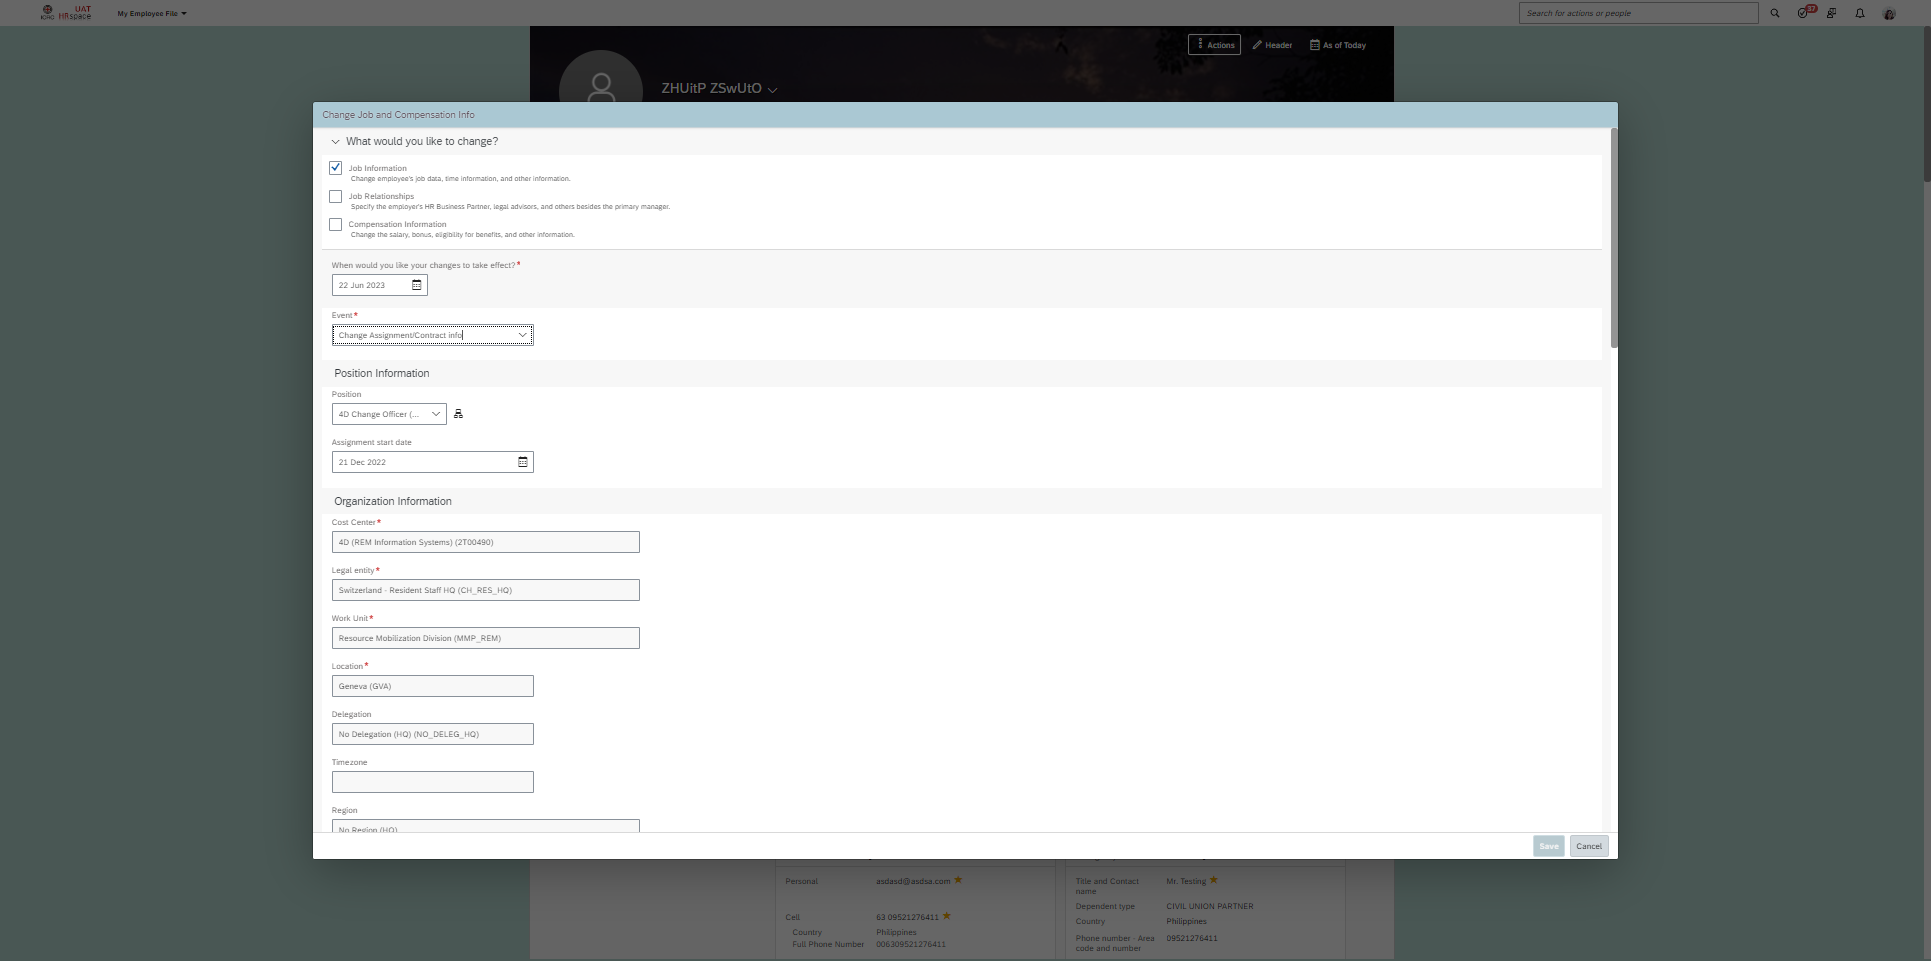 ICRC
UAT
HRspace
My Employee File
Search for actions or people
37
Actions
Header
As of Today
ZHUitP ZSwUtO
Change Job and Compensation Info
What would you like to change?
Job Information
Change employee's job data, time information, and other information.
Job Relationships
Specify the employer's HR Business Partner, legal advisors, and others besides the primary manager.
Compensation Information
Change the salary, bonus, eligibility for benefits, and other information.
When would you like your changes to take effect?*
22 Jun 2023
Event*
Change Assignment/Contract info
Position Information
Position
4D Change Officer (...
Assignment start date
21 Dec 2022
Organization Information
Cost Center*
4D (REM Information Systems) (2T00490)
Legal entity*
Switzerland - Resident Staff HQ (CH_RES_HQ)
Work Unit*
Resource Mobilization Division (MMP_REM)
Location*
Geneva (GVA)
Delegation
No Delegation (HQ) (NO_DELEG_HQ)
Timezone
Region
No Region (HQ)
Save
Cancel
Personal
asdasd@asdsa.com
Cell
63 09521276411
Country
Philippines
Full Phone Number
006309521276411
Title and Contact name
Mr. Testing
Dependent type
CIVIL UNION PARTNER
Country
Philippines
Phone number - Area code and number
09521276411